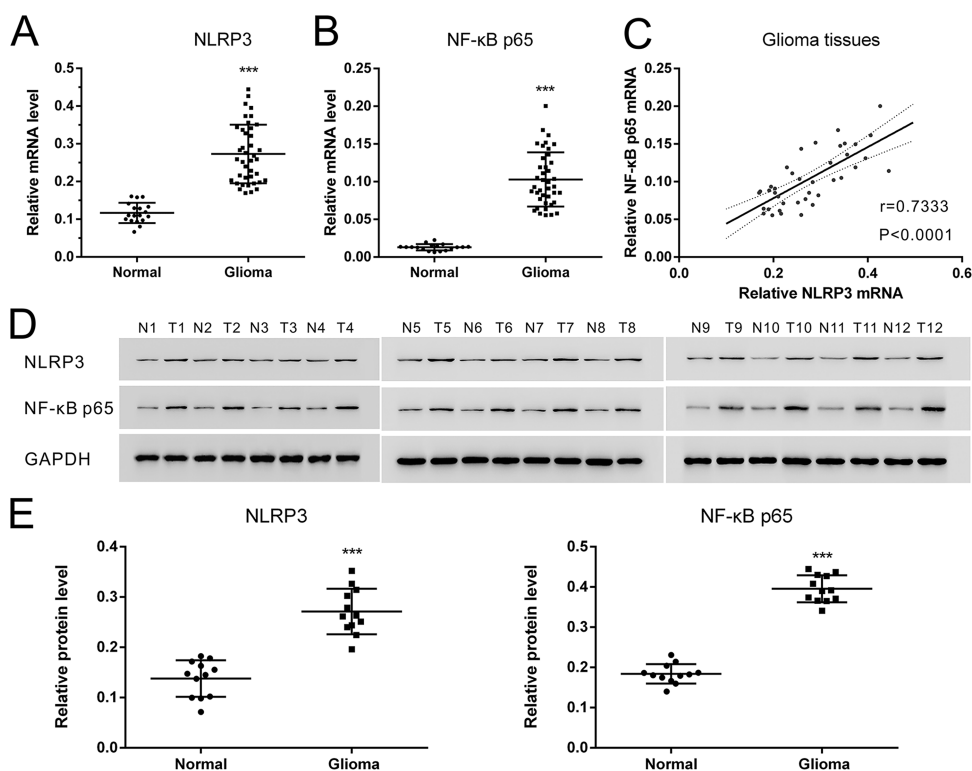 A
NLRP3
Relative mRNA level
0.5
0.4
0.3
0.2
0.1
0.0
***
Normal
Glioma
B
NF-κB p65
Relative mRNA level
0.25
0.20
0.15
0.10
0.05
0.00
***
Normal
Glioma
C
Glioma tissues
Relative NF-κB p65 mRNA
0.25
0.20
0.15
0.10
0.05
0.00
r=0.7333
P<0.0001
0.0
0.2
0.4
0.6
Relative NLRP3 mRNA
D
N1 T1 N2 T2 N3 T3 N4 T4
N5 T5 N6 T6 N7 T7 N8 T8
N9 T9 N10 T10 N11 T11 N12 T12
NLRP3
NF-κB p65
GAPDH
E
NLRP3
Relative protein level
0.4
0.3
0.2
0.1
0.0
***
Normal
Glioma
NF-κB p65
Relative protein level
0.5
0.4
0.3
0.2
0.1
0.0
***
Normal
Glioma